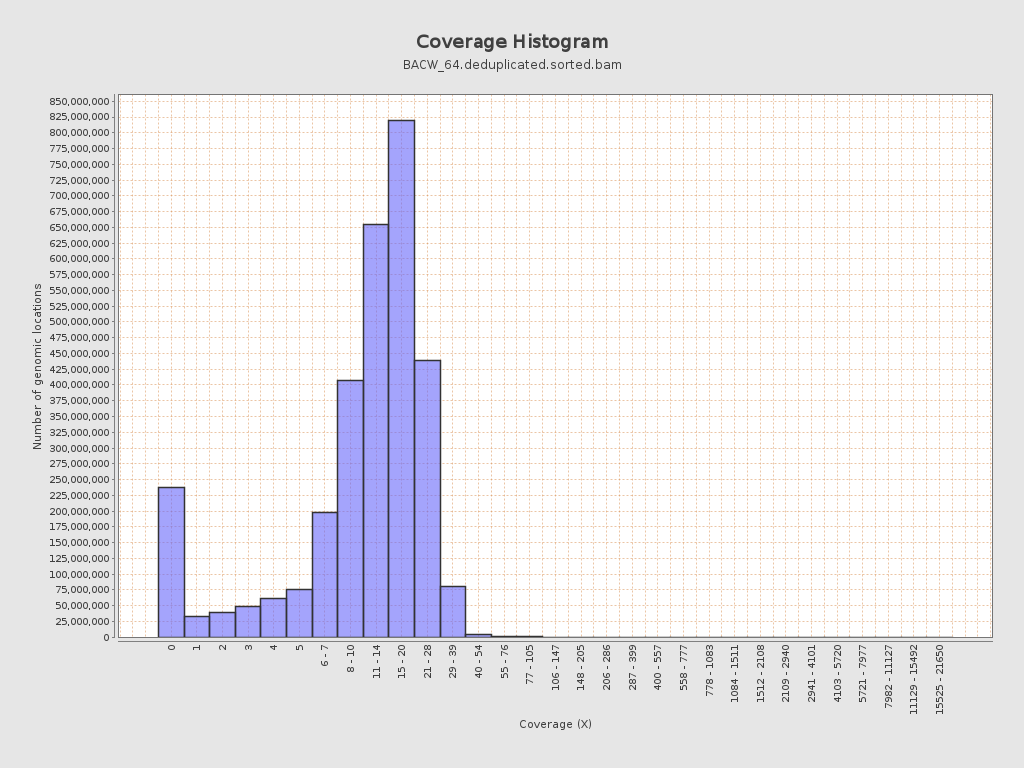 Coverage Histogram
BACW_64.deduplicated.sorted.bam
850,000,000
825,000,000
800,000,000
775,000,000
750,000,000
725,000,000
700,000,000
675,000,000
650,000,000
625,000,000
600,000,000
575,000,000
550,000,000
525,000,000
500,000,000
475,000,000
450,000,000
425,000,000
400,000,000
375,000,000
350,000,000
325,000,000
300,000,000
275,000,000
250,000,000
225,000,000
200,000,000
175,000,000
150,000,000
125,000,000
100,000,000
75,000,000
50,000,000
25,000,000
0
Number of genomic locations
0
1
2
3
4
5
6 - 7
8 - 10
11 - 14
15 - 20
21 - 28
29 - 39
40 - 54
55 - 76
77 - 105
106 - 147
148 - 205
206 - 286
287 - 399
400 - 557
558 - 777
778 - 1083
1084 - 1511
1512 - 2108
2109 - 2940
2941 - 4101
4103 - 5720
5721 - 7977
7982 - 11127
11129 - 15492
15525 - 21650
Coverage (X)